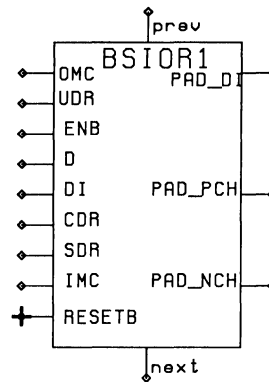 prev
BSIOR1
OMC PAD_DI
UDR
ENB
D
DI PAD_PCH
CDR
SDR
IMC PAD_NCH
RESETB
next